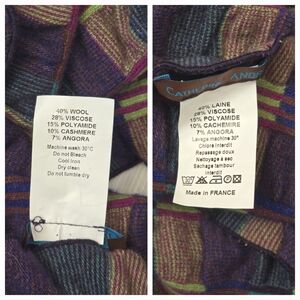 40% WOOL
28% VISCOSE
15% POLYAMIDE
10% CASHMERE
7% ANGORA
Machine wash 30°C
Do not Bleach
Cool Iron
Dry clean
Do not tumble dry
CATHERINE ANDR
40% LAINE
28% VISCOSE
15% POLYAMIDE
10% CACHEMIRE
7% ANGORA
Lavage machine 30°
Chlore interdit
Repassage doux
Nettoyage à sec
Séchage tambour
Interdit
Made in FRANCE